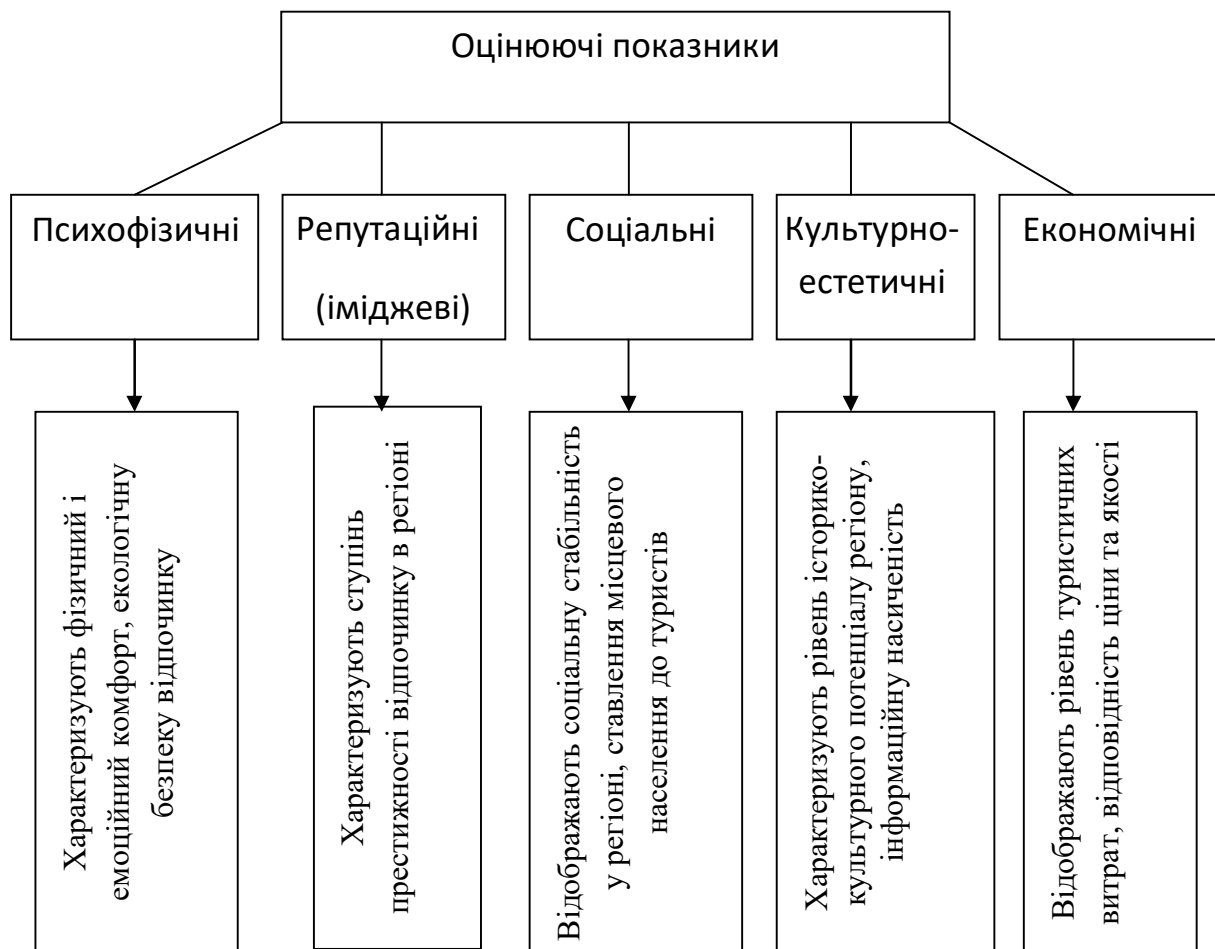 Оцінюючі показники
Психофізичні
Репутаційні
(іміджеві)
Соціальні
Культурно-
естетичні
Економічні
Характеризують фізичний і
емоційний комфорт, екологічну
безпеку відпочинку
Характеризують ступінь
престижності відпочинку в регіоні
Відображають соціальну стабільність
у регіоні, ставлення місцевого
населення до туристів
Характеризують рівень історико-
культурного потенціалу регіону,
інформаційну насиченість
Відображають рівень туристичних
витрат, відповідність ціни та якості